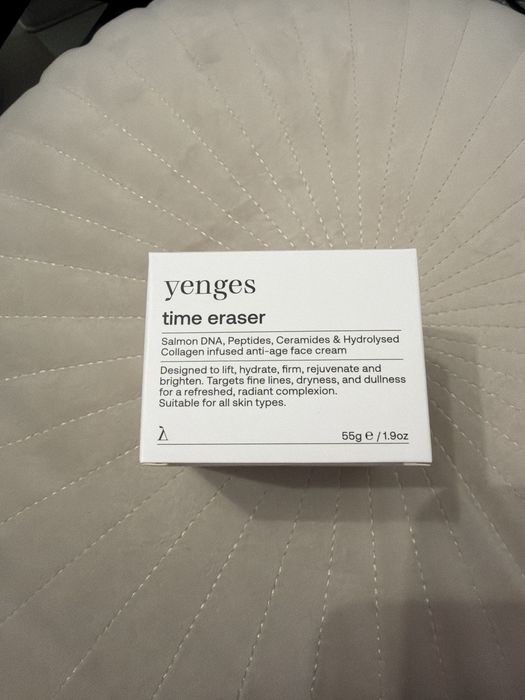 yenges
time eraser
Salmon DNA, Peptides, Ceramides & Hydrolysed
Collagen infused anti-age face cream
Designed to lift, hydrate, firm, rejuvenate and
brighten. Targets fine lines, dryness, and dullness
for a refreshed, radiant complexion.
Suitable for all skin types.
55g ℮ / 1.9oz